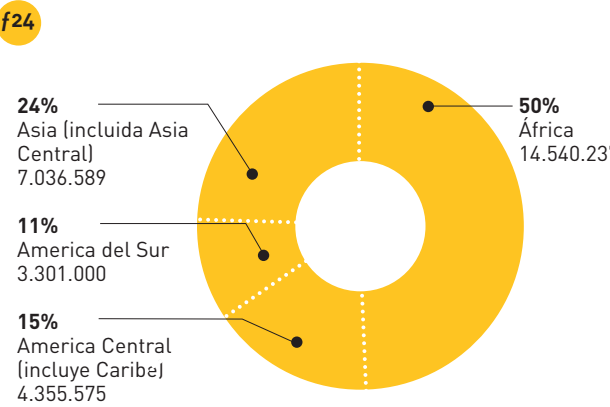 f24
24%
Asia (incluida Asia
Central)
7.036.589
11%
America del Sur
3.301.000
15%
America Central
(incluye Caribe)
4.355.575
50%
África